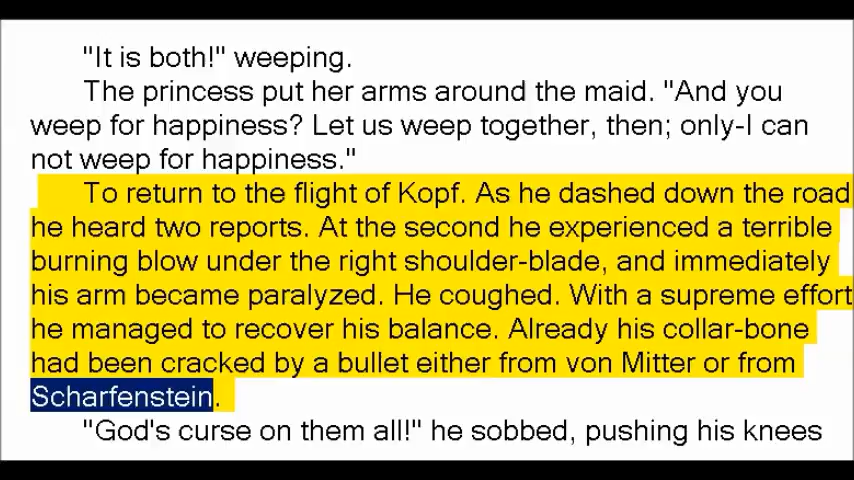 "It is both!" weeping.
The princess put her arms around the maid. "And you
weep for happiness? Let us weep together, then; only-I can
not weep for happiness."
To return to the flight of Kopf. As he dashed down the road
he heard two reports. At the second he experienced a terrible
burning blow under the right shoulder-blade, and immediately
his arm became paralyzed. He coughed. With a supreme effort
he managed to recover his balance. Already his collar-bone
had been cracked by a bullet either from von Mitter or from
Scharfenstein.
"God's curse on them all!" he sobbed, pushing his knees